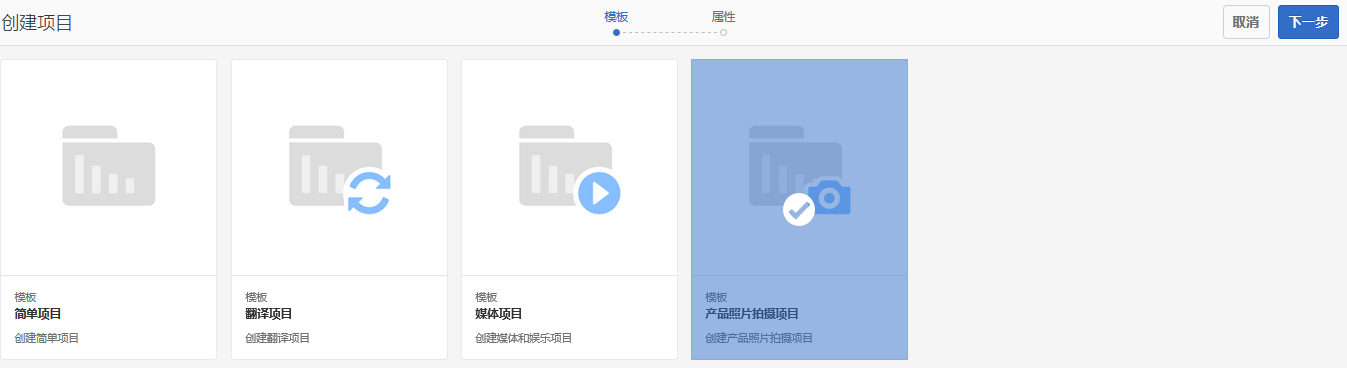 创建项目
模板
属性
取消
下一步
模板
简单项目
创建简单项目
模板
翻译项目
创建翻译项目
模板
媒体项目
创建媒体和娱乐项目
模板
产品照片拍摄项目
创建产品照片拍摄项目